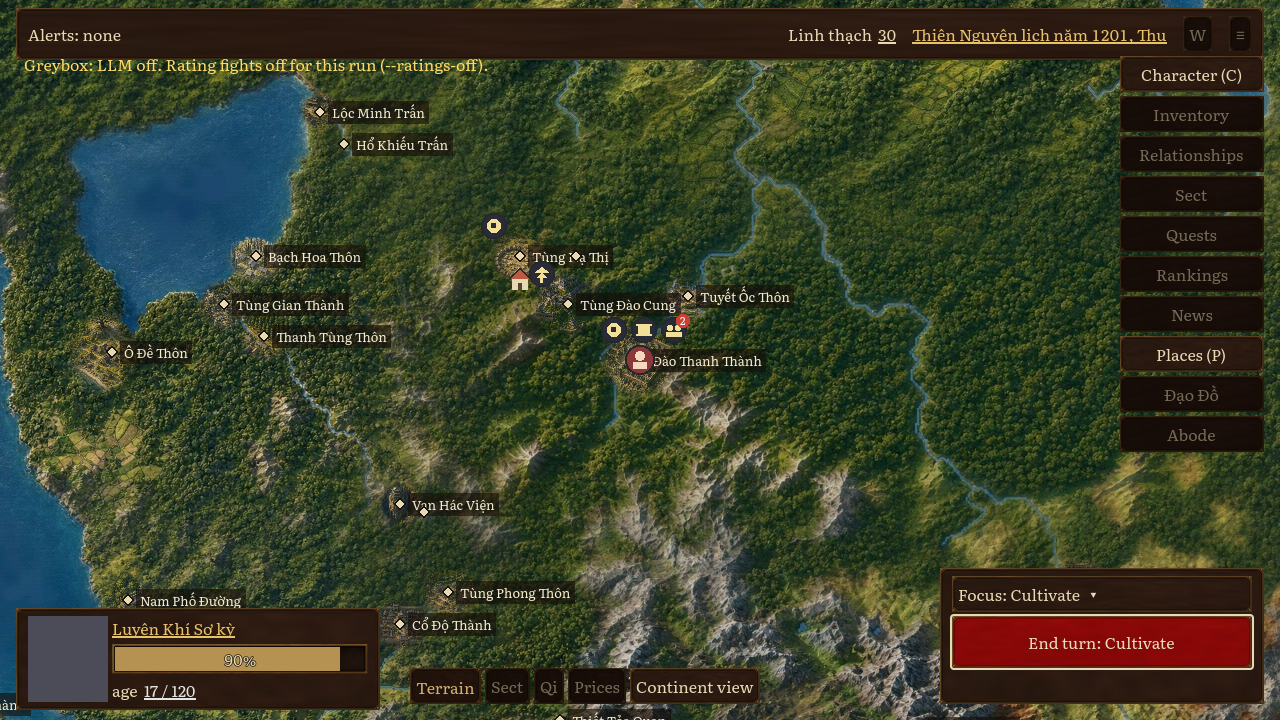 Alerts: none
Linh thạch 30
Thiên Nguyên lịch năm 1201, Thu
W
Greybox: LLM off. Rating fights off for this run (--ratings-off).
Character (C)
Inventory
Relationships
Sect
Quests
Rankings
News
Places (P)
Đạo Đồ
Abode
Lộc Minh Trấn
Hổ Khiếu Trấn
Bạch Hoa Thôn
Tùng Gian Thành
Thanh Tùng Thôn
Ô Đề Thôn
Thị
Tùng Đào Cung
Tuyết Ốc Thôn
2
Đào Thanh Thành
Vạn Hác Viện
Tùng Phong Thôn
Cổ Độ Thành
Nam Phố Đường
Luyện Khí Sơ kỳ
90%
age 17 / 120
Terrain
Sect
Qi
Prices
Continent view
Focus: Cultivate
End turn: Cultivate